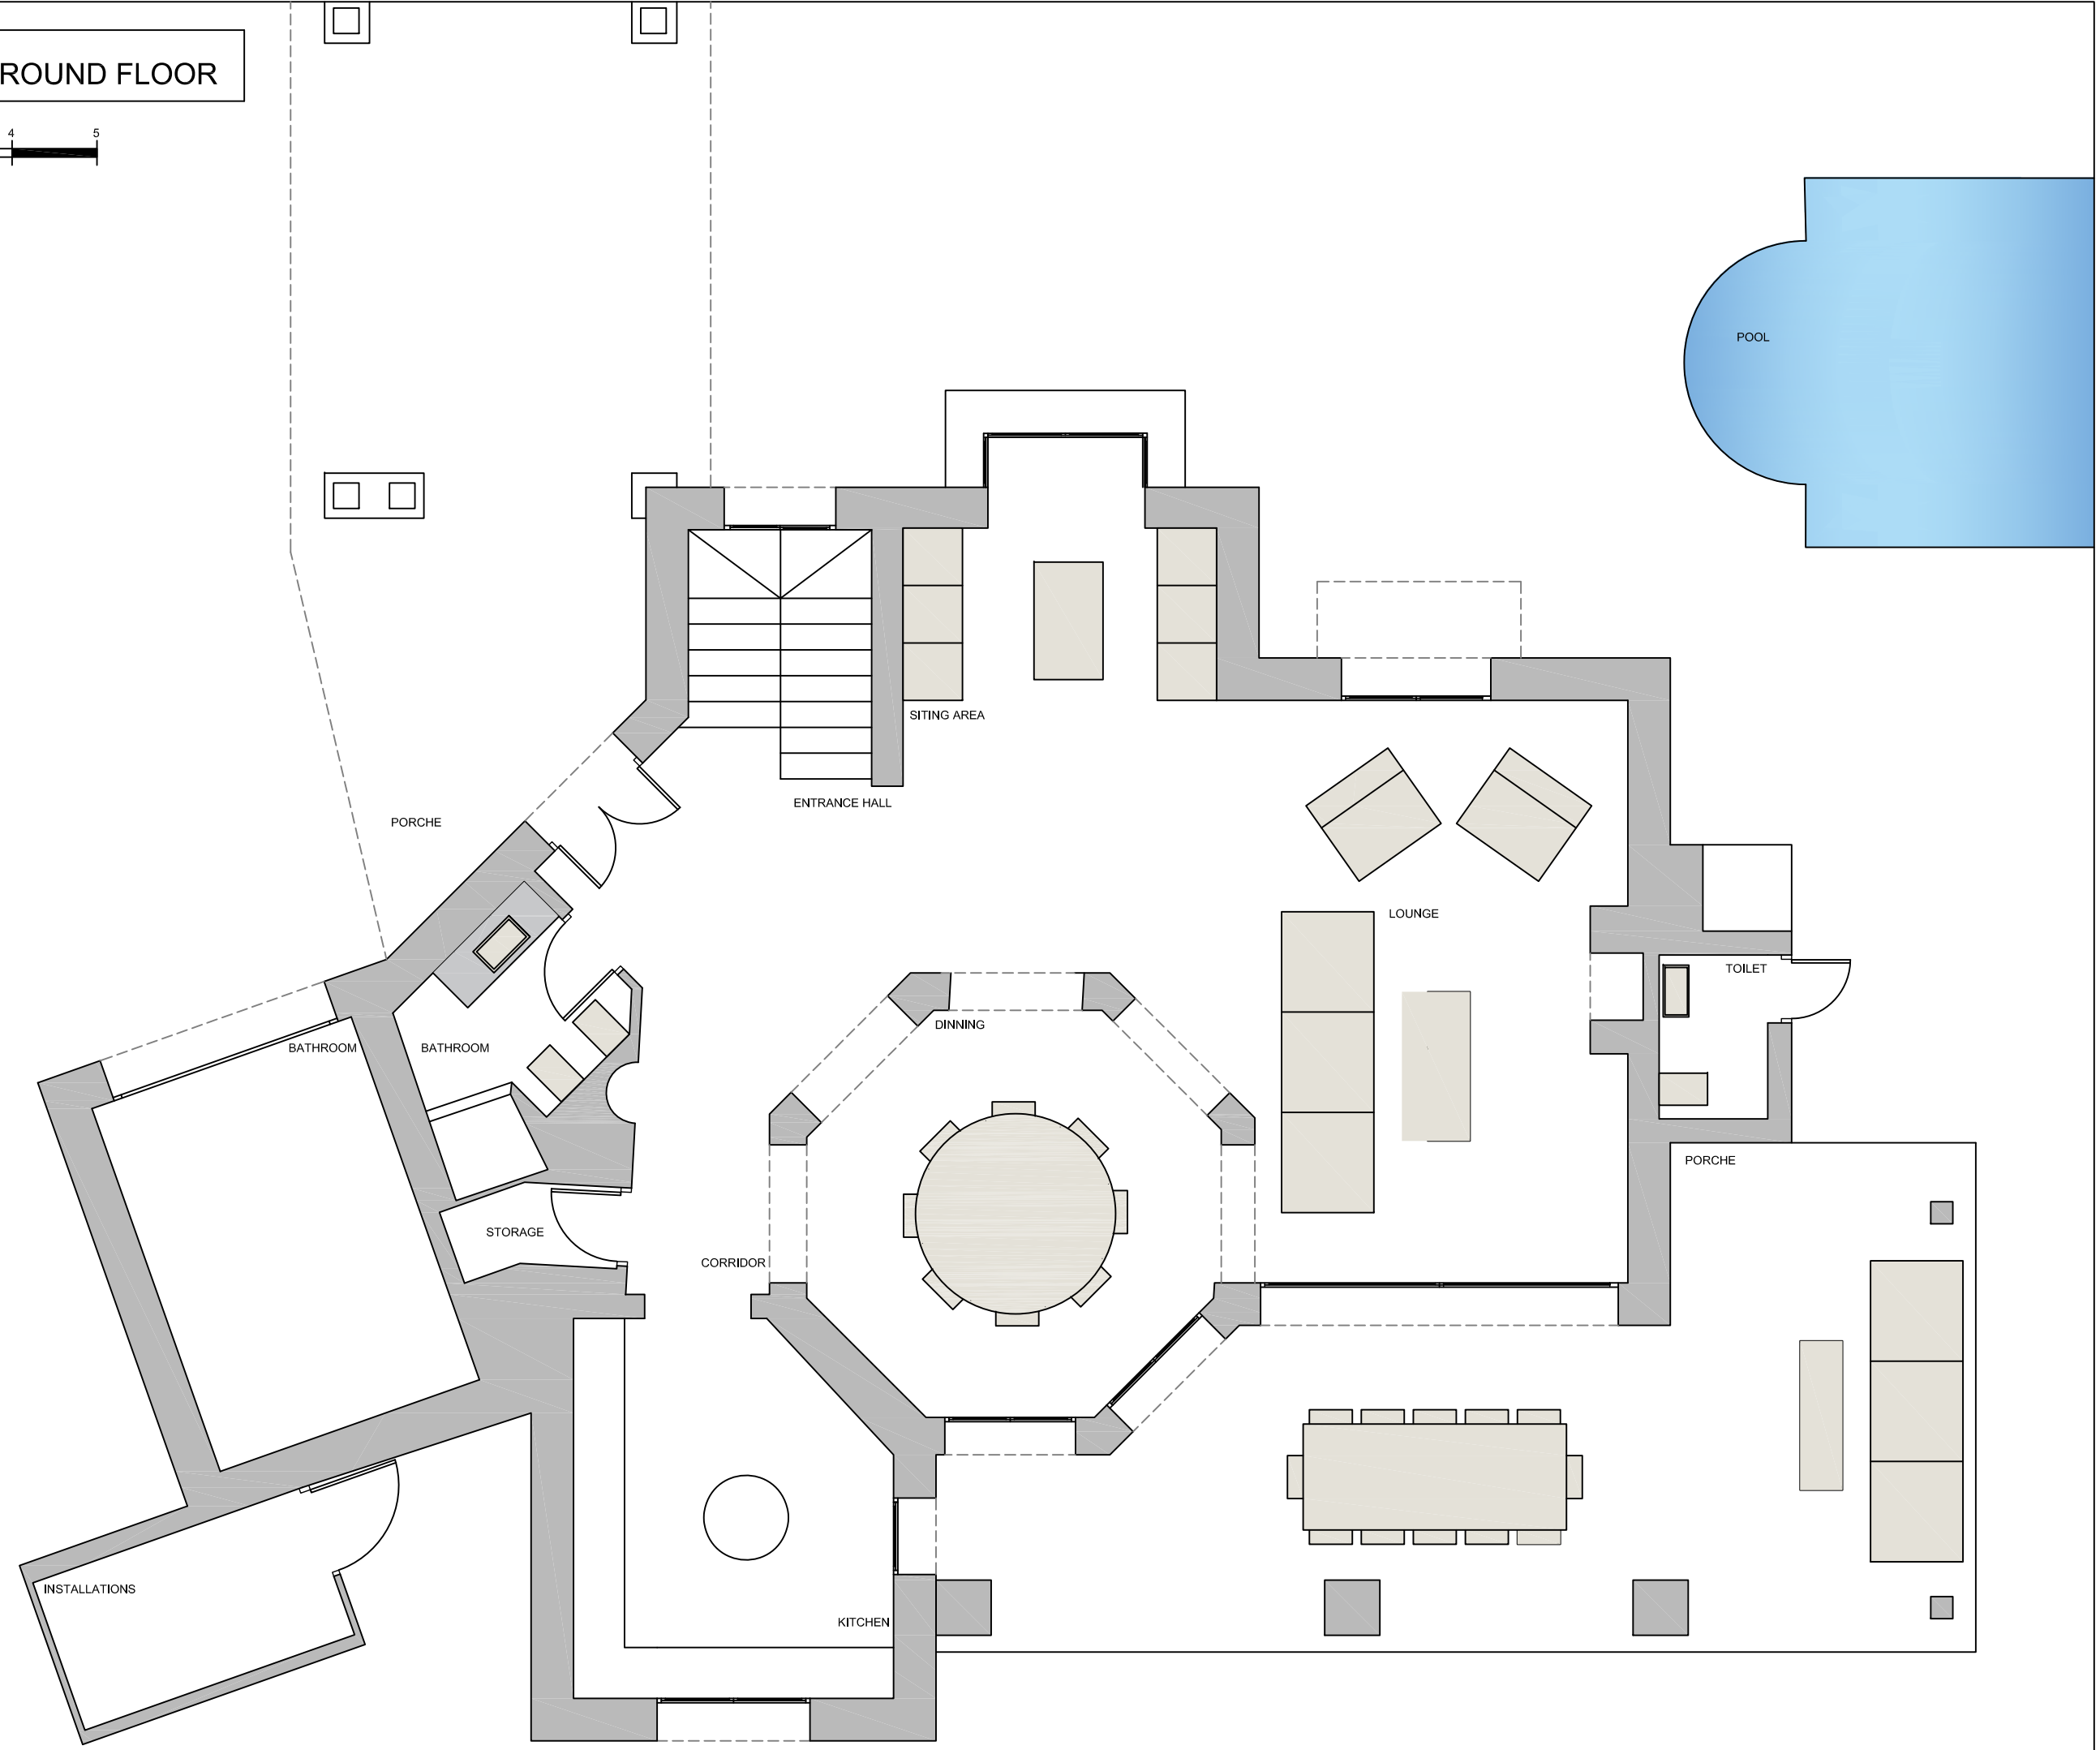 ROUND FLOOR
4 5
POOL
SITING AREA
ENTRANCE HALL
PORCHE
LOUNGE
TOILET
DINNING
BATHROOM
BATHROOM
PORCHE
STORAGE
CORRIDOR
INSTALLATIONS
KITCHEN